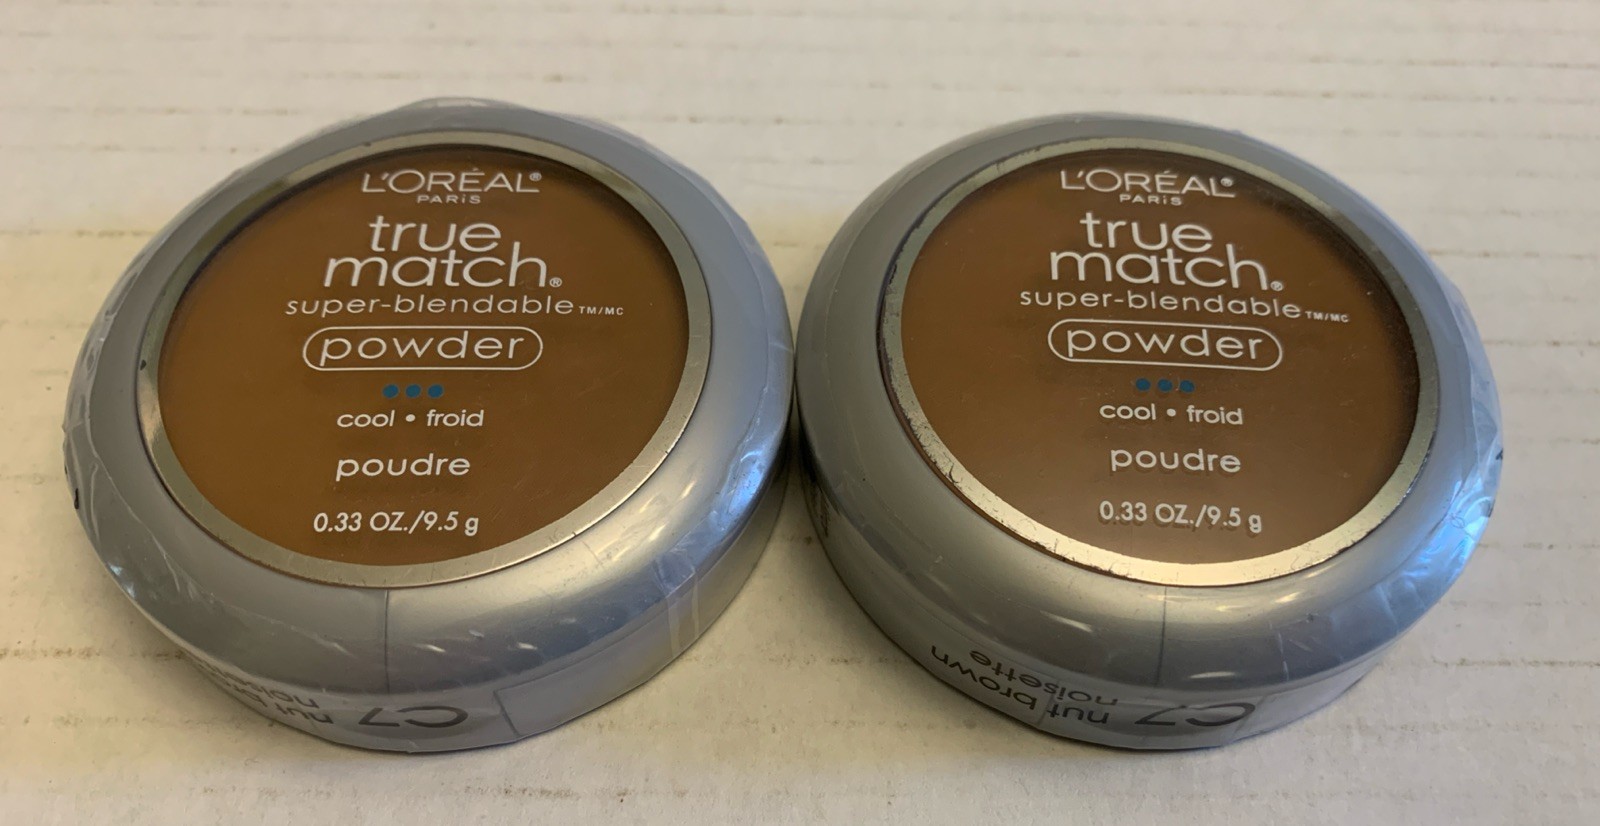 L'ORÉAL®
PARIS
true
match®
super-blendable TM/MC
powder
cool • froid
poudre
0.33 OZ./9.5 g
C7 nut
L'ORÉAL®
PARIS
true
match®
super-blendable TM/MC
powder
cool • froid
poudre
0.33 OZ./9.5 g
C7 nut brown
noisette